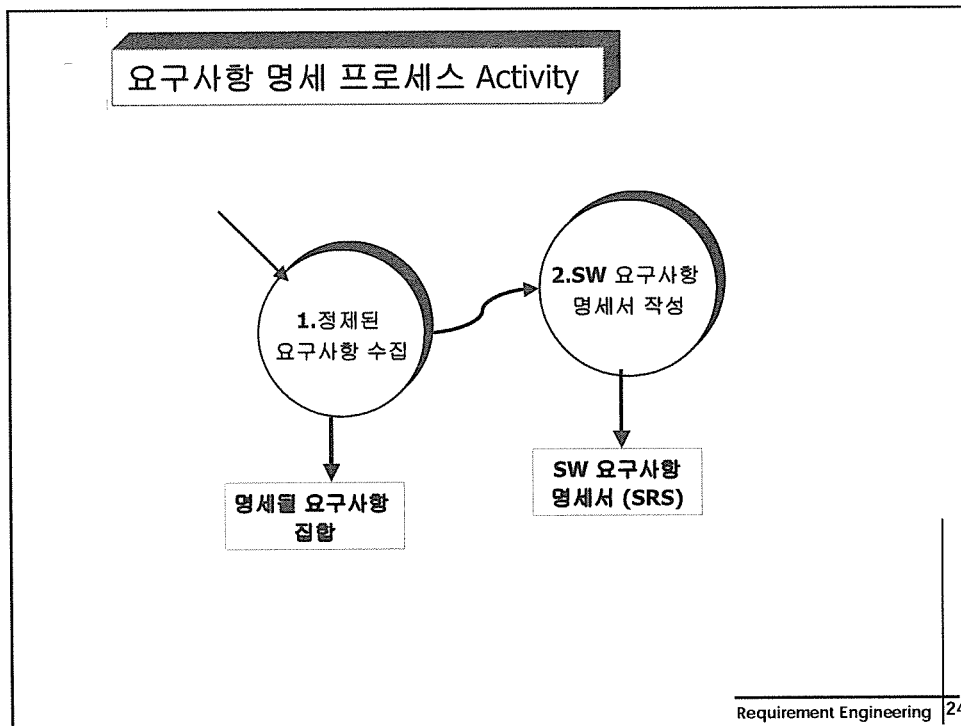 요구사항 명세 프로세스 Activity
1.정제된
요구사항 수집
2.SW 요구사항
명세서 작성
명세될 요구사항
집합
SW 요구사항
명세서 (SRS)
Requirement Engineering 24